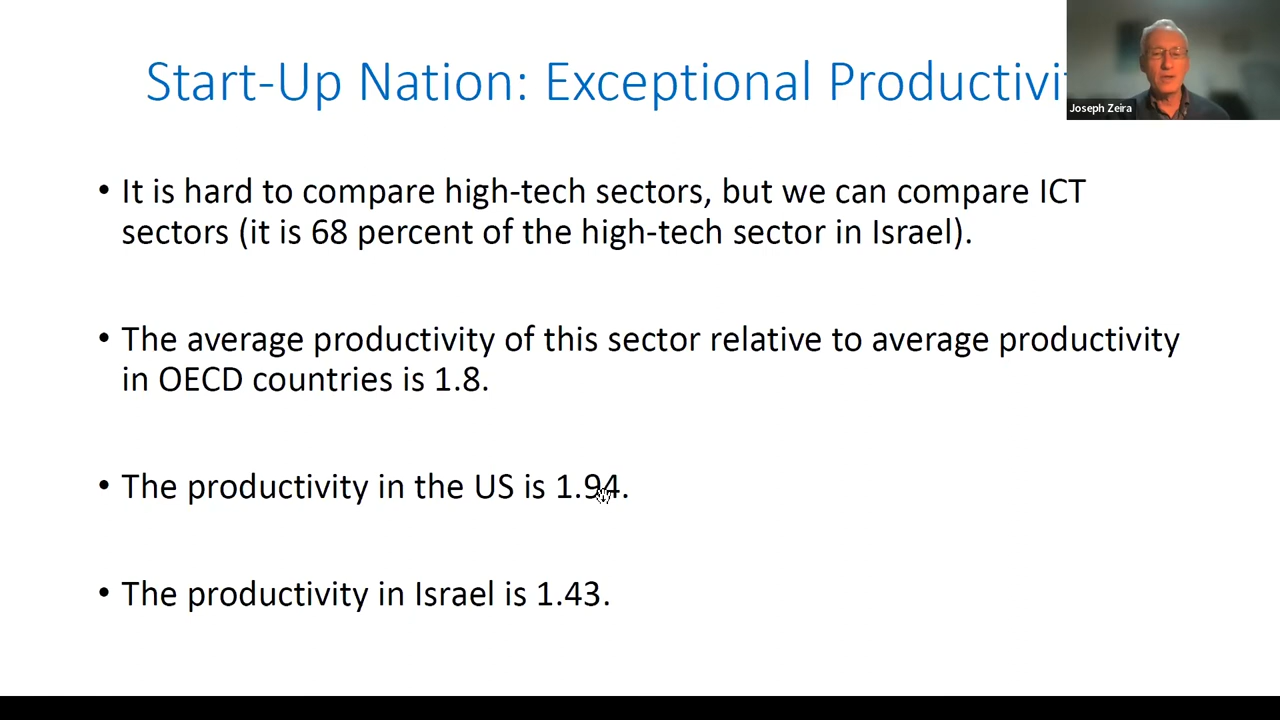 Start-Up Nation: Exceptional Productivi
Joseph Zeira
• It is hard to compare high-tech sectors, but we can compare ICT
sectors (it is 68 percent of the high-tech sector in Israel).
• The average productivity of this sector relative to average productivity
in OECD countries is 1.8.
• The productivity in the US is 1.94.
• The productivity in Israel is 1.43.